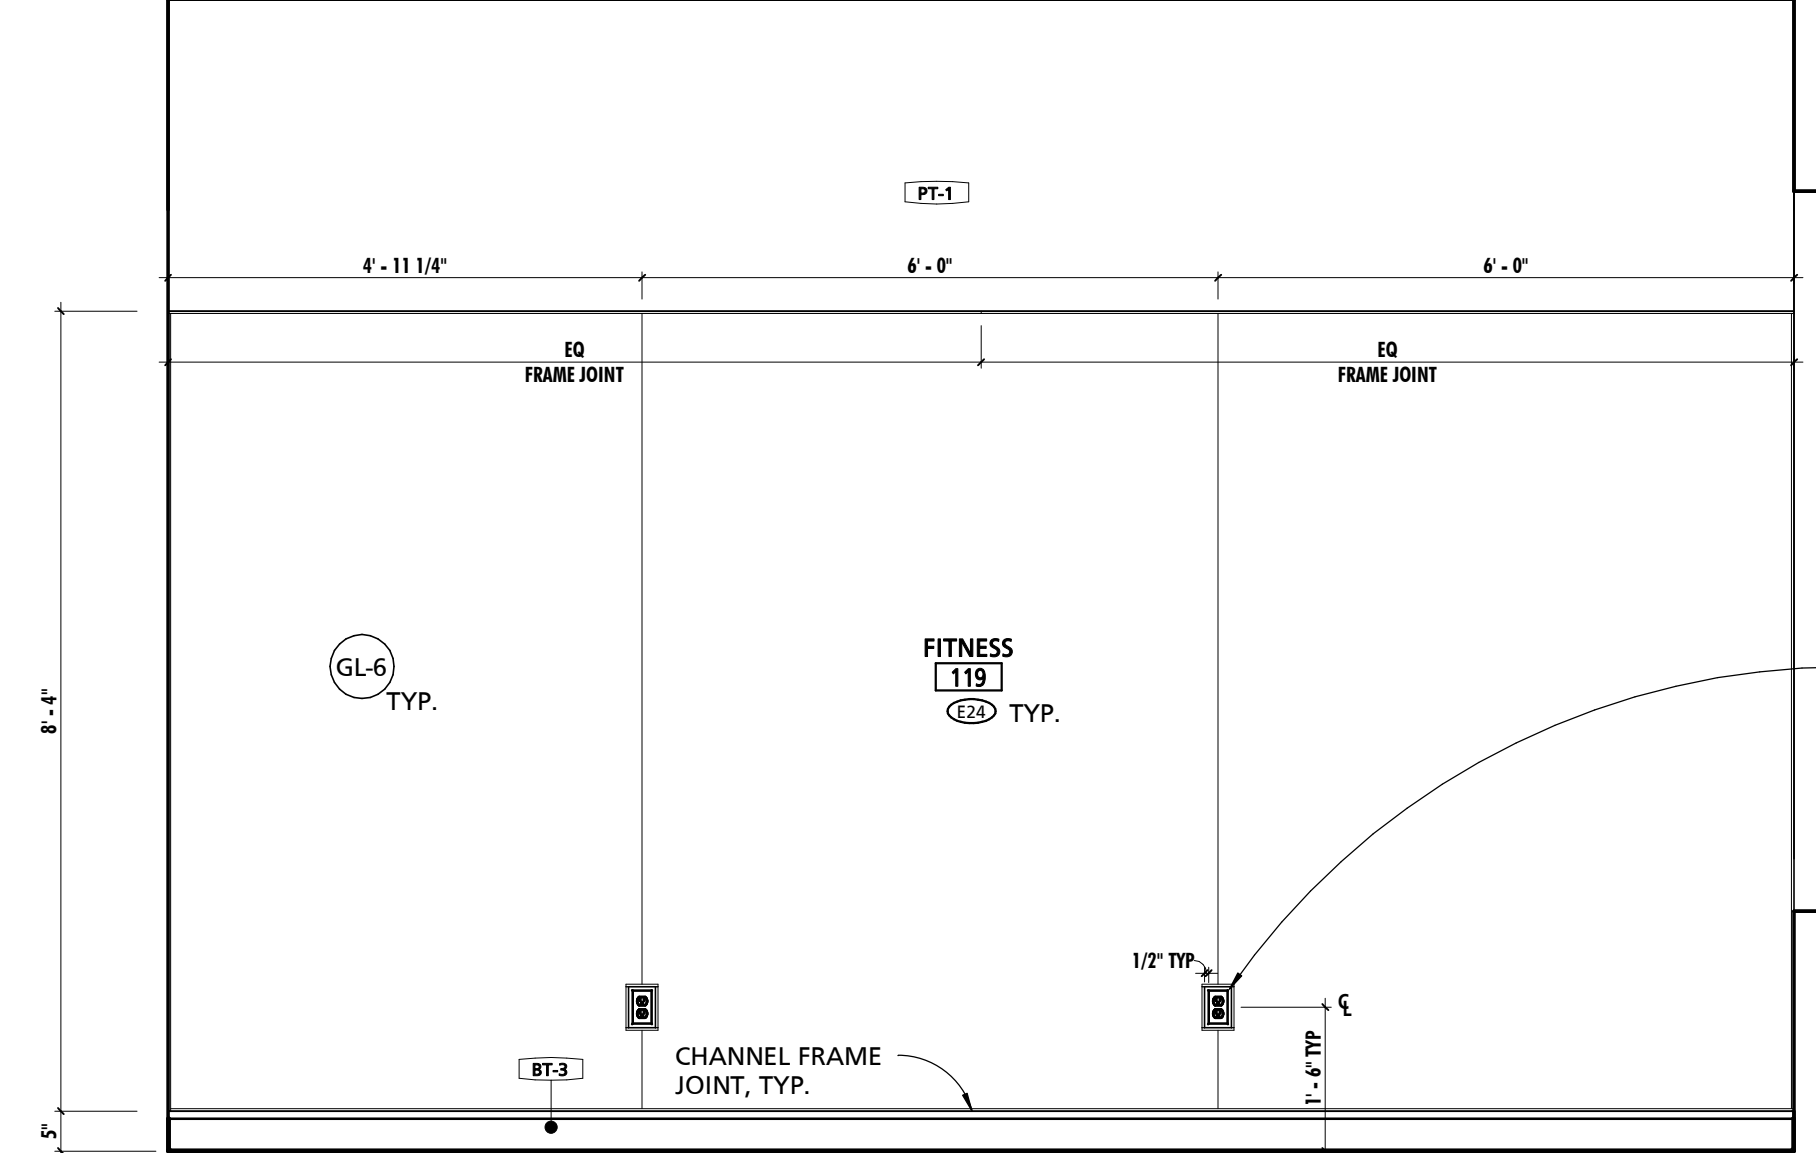 PT-1
4' - 11 1/4"
6' - 0"
6' - 0"
EQ
FRAME JOINT
EQ
FRAME JOINT
FITNESS
119
GL-6
TYP.
E24 TYP.
8' - 4"
1/2" TYP
CL
1' - 6" TYP
CHANNEL FRAME
JOINT, TYP.
BT-3
5"